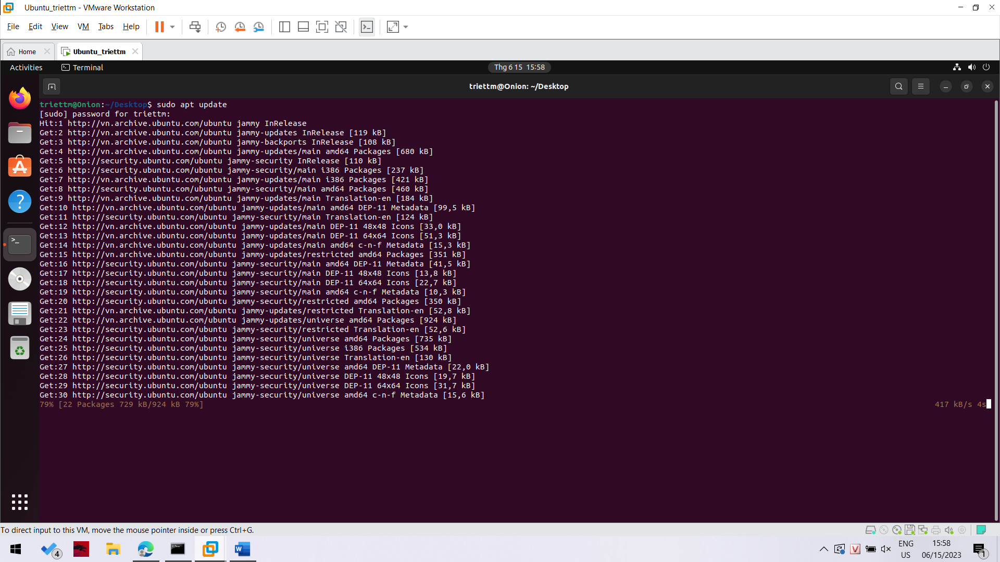 Ubuntu_triettm - VMware Workstation
File Edit View VM Tabs Help
Home Ubuntu_triettm
Activities Terminal Thg 6 15 15:58
triettm@Onion: ~/Desktop
triettm@Onion:~/Desktop$ sudo apt update
[sudo] password for triettm:
Hit:1 http://vn.archive.ubuntu.com/ubuntu jammy InRelease
Get:2 http://vn.archive.ubuntu.com/ubuntu jammy-updates InRelease [119 kB]
Get:3 http://vn.archive.ubuntu.com/ubuntu jammy-backports InRelease [108 kB]
Get:4 http://vn.archive.ubuntu.com/ubuntu jammy-updates/main amd64 Packages [680 kB]
Get:5 http://security.ubuntu.com/ubuntu jammy-security InRelease [110 kB]
Get:6 http://security.ubuntu.com/ubuntu jammy-security/main i386 Packages [237 kB]
Get:7 http://vn.archive.ubuntu.com/ubuntu jammy-updates/main i386 Packages [421 kB]
Get:8 http://security.ubuntu.com/ubuntu jammy-security/main amd64 Packages [460 kB]
Get:9 http://vn.archive.ubuntu.com/ubuntu jammy-updates/main Translation-en [184 kB]
Get:10 http://vn.archive.ubuntu.com/ubuntu jammy-updates/main amd64 DEP-11 Metadata [99,5 kB]
Get:11 http://security.ubuntu.com/ubuntu jammy-security/main Translation-en [124 kB]
Get:12 http://vn.archive.ubuntu.com/ubuntu jammy-updates/main DEP-11 48x48 Icons [33,0 kB]
Get:13 http://vn.archive.ubuntu.com/ubuntu jammy-updates/main DEP-11 64x64 Icons [51,3 kB]
Get:14 http://vn.archive.ubuntu.com/ubuntu jammy-updates/main amd64 c-n-f Metadata [15,3 kB]
Get:15 http://vn.archive.ubuntu.com/ubuntu jammy-updates/restricted amd64 Packages [351 kB]
Get:16 http://security.ubuntu.com/ubuntu jammy-security/main amd64 DEP-11 Metadata [41,5 kB]
Get:17 http://security.ubuntu.com/ubuntu jammy-security/main DEP-11 48x48 Icons [13,8 kB]
Get:18 http://security.ubuntu.com/ubuntu jammy-security/main DEP-11 64x64 Icons [22,7 kB]
Get:19 http://security.ubuntu.com/ubuntu jammy-security/main amd64 c-n-f Metadata [10,3 kB]
Get:20 http://security.ubuntu.com/ubuntu jammy-security/restricted amd64 Packages [350 kB]
Get:21 http://vn.archive.ubuntu.com/ubuntu jammy-updates/restricted Translation-en [52,8 kB]
Get:22 http://vn.archive.ubuntu.com/ubuntu jammy-updates/universe amd64 Packages [924 kB]
Get:23 http://security.ubuntu.com/ubuntu jammy-security/restricted Translation-en [52,6 kB]
Get:24 http://security.ubuntu.com/ubuntu jammy-security/universe amd64 Packages [735 kB]
Get:25 http://security.ubuntu.com/ubuntu jammy-security/universe i386 Packages [534 kB]
Get:26 http://security.ubuntu.com/ubuntu jammy-security/universe Translation-en [130 kB]
Get:27 http://security.ubuntu.com/ubuntu jammy-security/universe amd64 DEP-11 Metadata [22,0 kB]
Get:28 http://security.ubuntu.com/ubuntu jammy-security/universe DEP-11 48x48 Icons [19,7 kB]
Get:29 http://security.ubuntu.com/ubuntu jammy-security/universe DEP-11 64x64 Icons [31,7 kB]
Get:30 http://security.ubuntu.com/ubuntu jammy-security/universe amd64 c-n-f Metadata [15,6 kB]
79% [22 Packages 729 kB/924 kB 79%] 417 kB/s 4s
To direct input to this VM, move the mouse pointer inside or press Ctrl+G.
4
ENG
US
15:58
06/15/2023
1